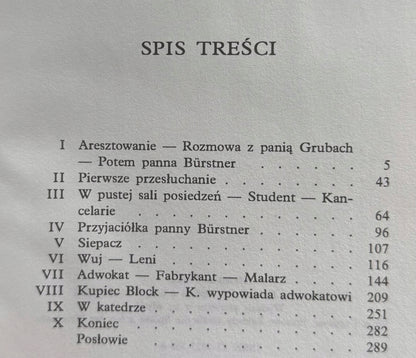 SPIS TREŚCI
I Aresztowanie — Rozmowa z panią Grubach
— Potem panna Bürstner . . . . . . 5
II Pierwsze przesłuchanie . . . . . . . 43
III W pustej sali posiedzeń — Student — Kan-
celarie . . . . . . . . . . . 64
IV Przyjaciółka panny Bürstner . . . . . 96
V Siepacz . . . . . . . . . . . 107
VI Wuj — Leni . . . . . . . . . 116
VII Adwokat — Fabrykant — Malarz . . . 144
VIII Kupiec Block — K. wypowiada adwokatowi 209
IX W katedrze . . . . . . . . . 251
X Koniec . . . . . . . . . . . 282
Posłowie . . . . . . . . . . 289